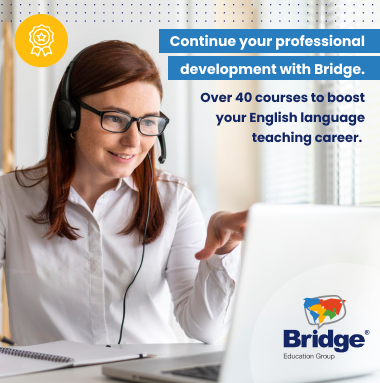 Continue your professional
development with Bridge.
Over 40 courses to boost
your English language
teaching career.
Bridge®
Education Group